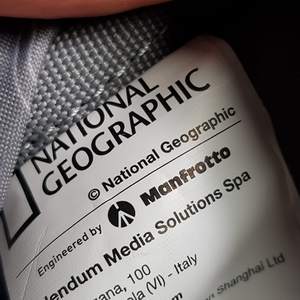 NATIONAL
GEOGRAPHIC
© National Geographic
Engineered by Manfrotto
endum Media Solutions Spa
ana, 100
ola (VI) - Italy
Shanghai Ltd